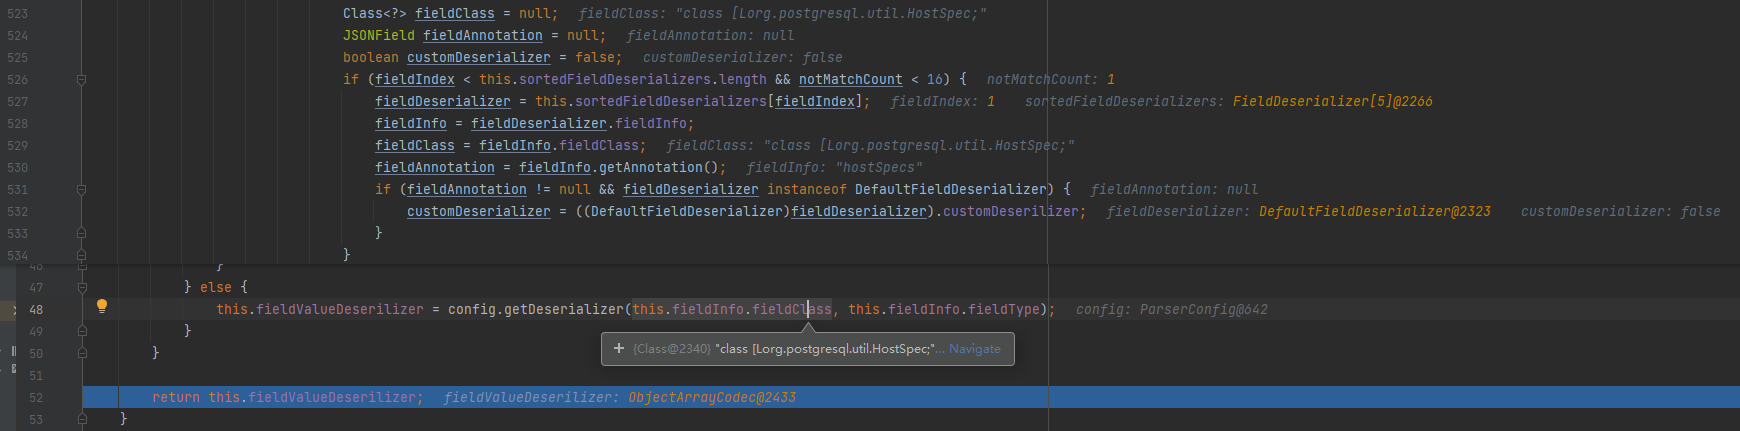 523 Class<?> fieldClass = null; fieldClass: "class [Lorg.postgresql.util.HostSpec;"
524 JSONField fieldAnnotation = null; fieldAnnotation: null
525 boolean customDeserializer = false; customDeserializer: false
526 if (fieldIndex < this.sortedFieldDeserializers.length && notMatchCount < 16) { notMatchCount: 1
527 fieldDeserializer = this.sortedFieldDeserializers[fieldIndex]; fieldIndex: 1 sortedFieldDeserializers: FieldDeserializer[5]@2266
528 fieldInfo = fieldDeserializer.fieldInfo;
529 fieldClass = fieldInfo.fieldClass; fieldClass: "class [Lorg.postgresql.util.HostSpec;"
530 fieldAnnotation = fieldInfo.getAnnotation(); fieldInfo: "hostSpecs"
531 if (fieldAnnotation != null && fieldDeserializer instanceof DefaultFieldDeserializer) { fieldAnnotation: null
532 customDeserializer = ((DefaultFieldDeserializer)fieldDeserializer).customDeserilizer; fieldDeserializer: DefaultFieldDeserializer@2323 customDeserializer: false
533 }
534 }
46 }
47 } else {
48 this.fieldValueDeserilizer = config.getDeserializer(this.fieldInfo.fieldClass, this.fieldInfo.fieldType); config: ParserConfig@642
49 }
+ {Class@2340} "class [Lorg.postgresql.util.HostSpec;"... Navigate
50 }
51
52 return this.fieldValueDeserilizer; fieldValueDeserilizer: ObjectArrayCodec@2433
53 }